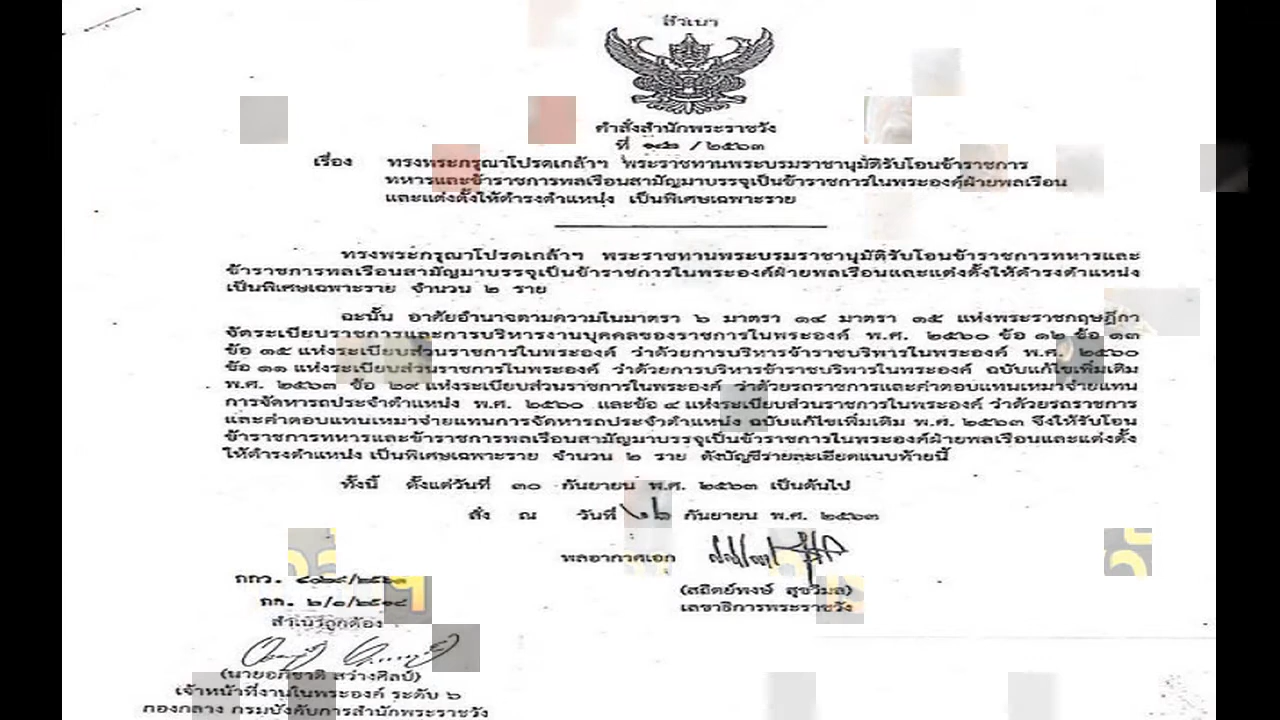 สำเนา
คำสั่งสำนักพระราชวัง
ที่ /๒๕๖๓
เรื่อง ทรงพระกรุณาโปรดเกล้าฯ พระราชทานพระบรมราชานุมัติรับโอนข้าราชการ
ทหารและข้าราชการพลเรือนสามัญมาบรรจุเป็นข้าราชการในพระองค์ฝ่ายพลเรือน
และแต่งตั้งให้ดำรงตำแหน่ง เป็นพิเศษเฉพาะราย
ทรงพระกรุณาโปรดเกล้าฯ พระราชทานพระบรมราชานุมัติรับโอนข้าราชการทหารและ
ข้าราชการพลเรือนสามัญมาบรรจุเป็นข้าราชการในพระองค์ฝ่ายพลเรือนและแต่งตั้งให้ดำรงตำแหน่ง
เป็นพิเศษเฉพาะราย จำนวน ๒ ราย
ฉะนั้น อาศัยอำนาจตามความในมาตรา ๖ มาตรา ๑๔ มาตรา ๑๕ แห่งพระราชกฤษฎีกา
จัดระเบียบราชการและการบริหารงานบุคคลของราชการในพระองค์ พ.ศ. ๒๕๖๐ ข้อ ๑๒ ข้อ ๑๓
ข้อ ๑๕ แห่งระเบียบส่วนราชการในพระองค์ ว่าด้วยการบริหารข้าราชบริพารในพระองค์ พ.ศ. ๒๕๖๐
ข้อ ๑๑ แห่งระเบียบส่วนราชการในพระองค์ ว่าด้วยการบริหารข้าราชบริพารในพระองค์ ฉบับแก้ไขเพิ่มเติม
พ.ศ. ๒๕๖๓ ข้อ ๒๙ แห่งระเบียบส่วนราชการในพระองค์ ว่าด้วยรถราชการและค่าตอบแทนเหมาจ่ายแทน
การจัดหารถประจำตำแหน่ง พ.ศ. ๒๕๖๐ และข้อ ๔ แห่งระเบียบส่วนราชการในพระองค์ ว่าด้วยรถราชการ
และค่าตอบแทนเหมาจ่ายแทนการจัดหารถประจำตำแหน่ง ฉบับแก้ไขเพิ่มเติม พ.ศ. ๒๕๖๓ จึงให้รับโอน
ข้าราชการทหารและข้าราชการพลเรือนสามัญมาบรรจุเป็นข้าราชการในพระองค์ฝ่ายพลเรือนและแต่งตั้ง
ให้ดำรงตำแหน่ง เป็นพิเศษเฉพาะราย จำนวน ๒ ราย ดังบัญชีรายละเอียดแนบท้ายนี้
ทั้งนี้ ตั้งแต่วันที่ ๓๐ กันยายน พ.ศ. ๒๕๖๓ เป็นต้นไป
สั่ง ณ วันที่ กันยายน พ.ศ. ๒๕๖๓
พลอากาศเอก
(สถิตย์พงษ์ สุขวิมล)
เลขาธิการพระราชวัง
สำเนาถูกต้อง
(นายอภิชาติ สว่างศิลป์)
เจ้าหน้าที่งานในพระองค์ ระดับ ๖
กองกลาง กรมบังคับการสำนักพระราชวัง